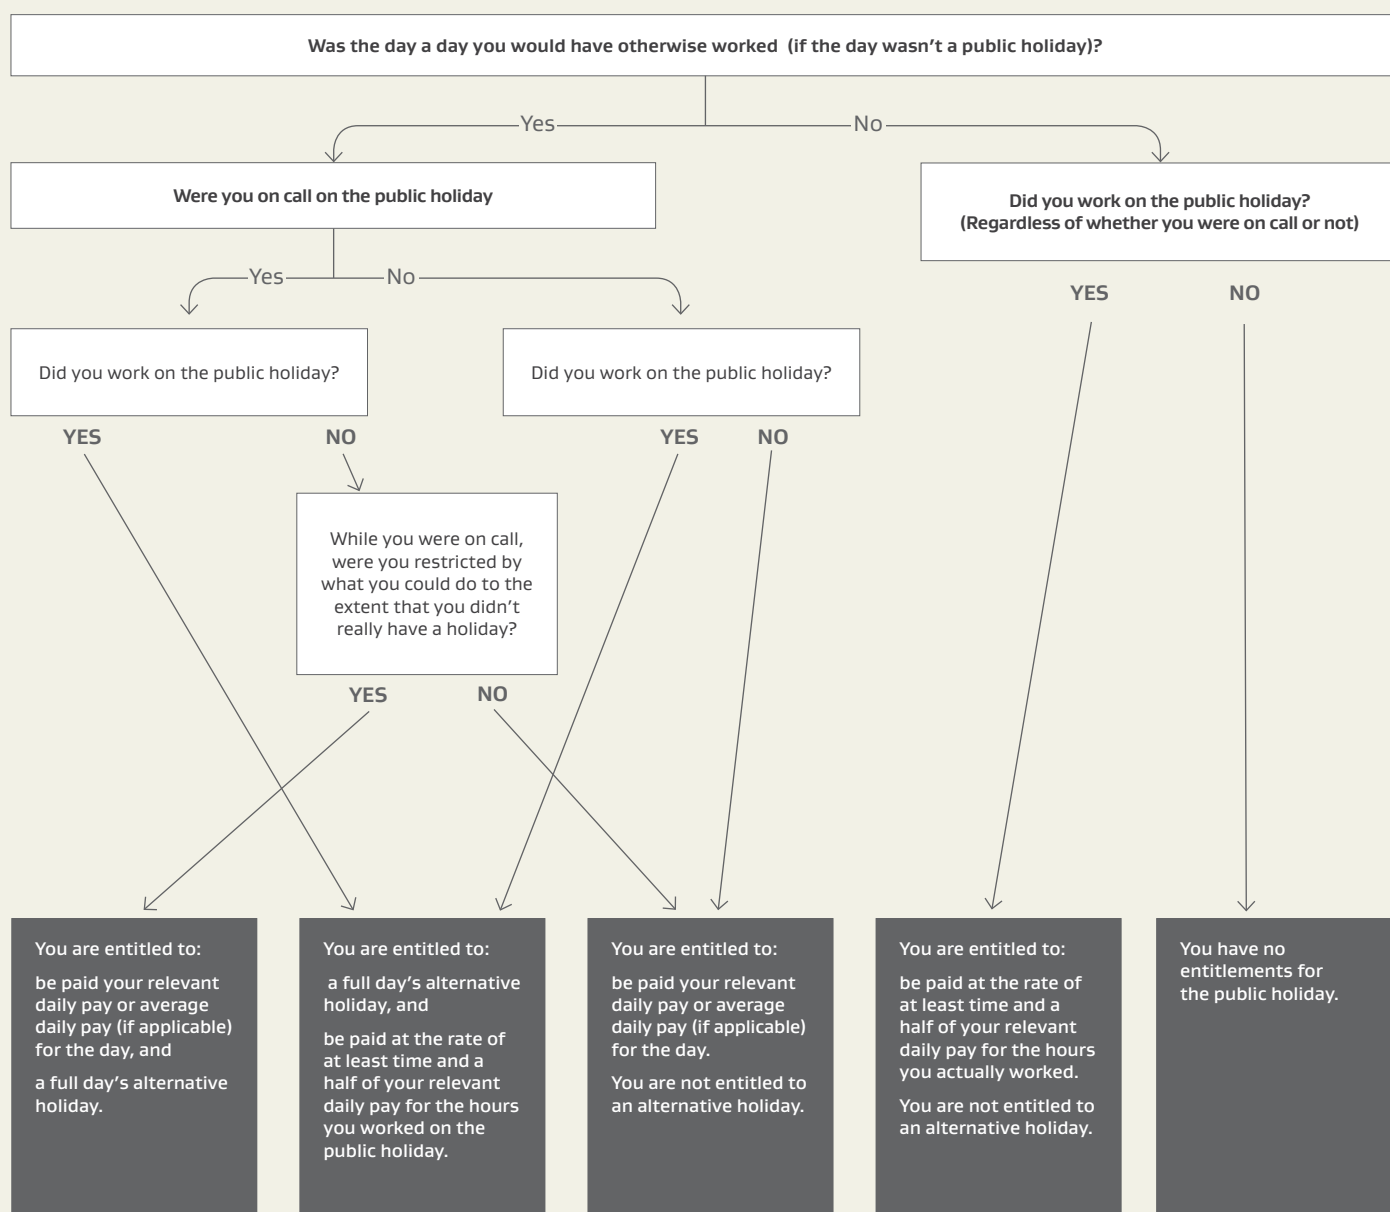 Was the day a day you would have otherwise worked  (if the day wasn't a public holiday)?
Yes
No
Were you on call on the public holiday
Did you work on the public holiday?
(Regardless of whether you were on call or not)
Yes
No
YES
NO
Did you work on the public holiday?
Did you work on the public holiday?
YES
NO
YES
NO
While you were on call,
were you restricted by
what you could do to the
extent that you didn't
really have a holiday?
YES
NO
You are entitled to:
be paid your relevant
daily pay or average
daily pay (if applicable)
for the day, and
a full day's alternative
holiday.
You are entitled to:
a full day's alternative
holiday, and
be paid at the rate of
at least time and a
half of your relevant
daily pay for the hours
you worked on the
public holiday.
You are entitled to:
be paid your relevant
daily pay or average
daily pay (if applicable)
for the day.
You are not entitled to
an alternative holiday.
You are entitled to:
be paid at the rate of
at least time and a
half of your relevant
daily pay for the hours
you actually worked.
You are not entitled to
an alternative holiday.
You have no
entitlements for
the public holiday.